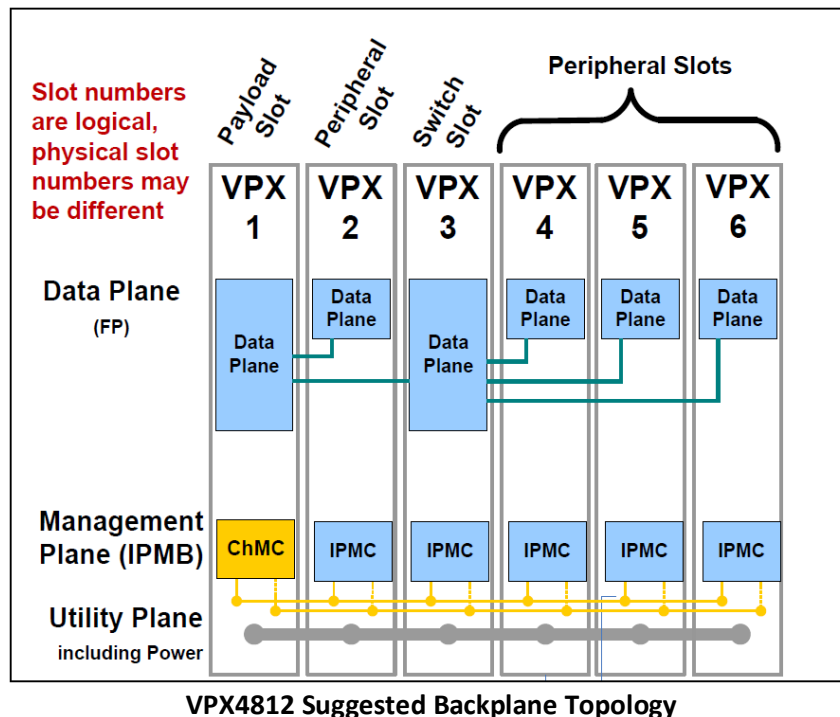 Slot numbers
are logical,
physical slot
numbers may
be different
Payload
Slot
Peripheral
Slot
Switch
Slot
Peripheral Slots
VPX
1
VPX
2
VPX
3
VPX
4
VPX
5
VPX
6
Data Plane
(FP)
Data
Plane
Data
Plane
Data
Plane
Data
Plane
Data
Plane
Data
Plane
Management
Plane (IPMB)
ChMC
IPMC
IPMC
IPMC
IPMC
IPMC
Utility Plane
including Power
VPX4812 Suggested Backplane Topology